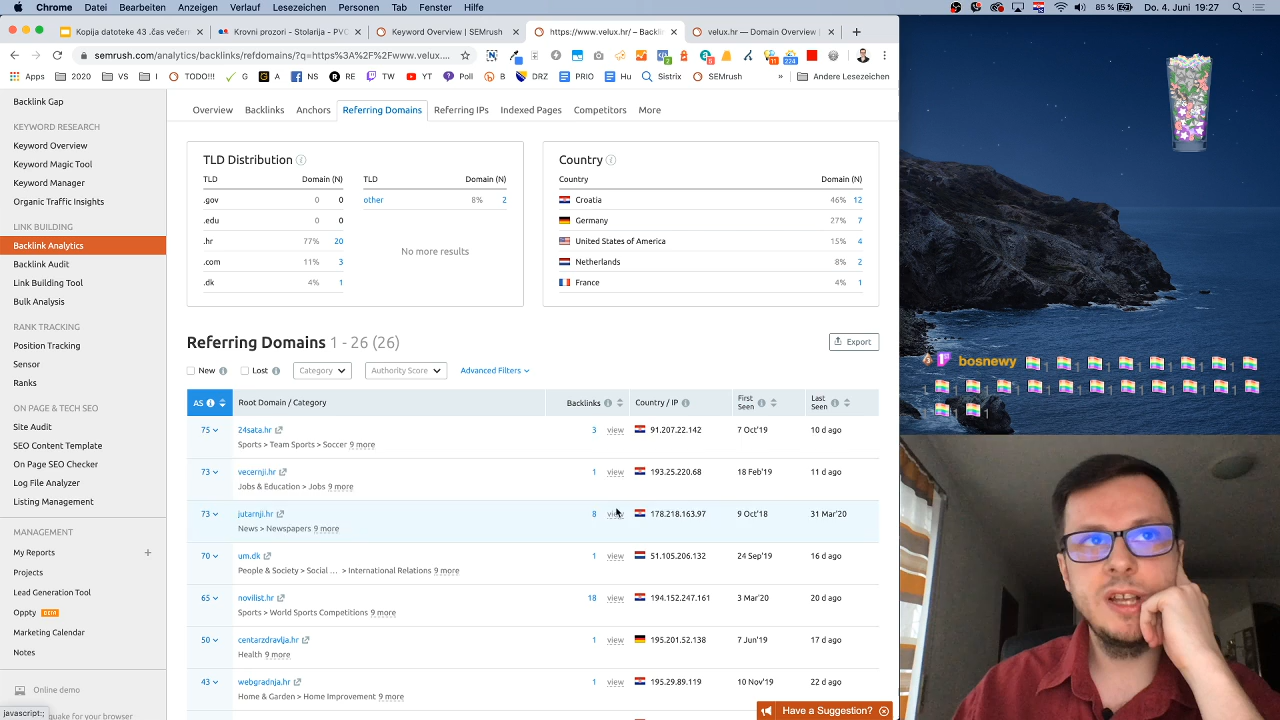 Chrome Datei Bearbeiten Anzeigen Verlauf Lesezeichen Personen Tab Fenster Hilfe 85 % Do. 4. Juni 19:27
Kopija datoteke 43 .čas večern
Krovni prozori - Stolarija - PVC
Keyword Overview | SEMrush
https://www.velux.hr/ – Backlin
velux.hr — Domain Overview |
semrush.com/analytics/backlinks/refdomains/?q=https%3A%2F%2Fwww.velux....
Apps 2020 VS I TODO!!! G A NS RE TW YT Poll B DRZ PRIO Hu Sistrix SEMrush » Andere Lesezeichen
Backlink Gap
KEYWORD RESEARCH
Keyword Overview
Keyword Magic Tool
Keyword Manager
Organic Traffic Insights
LINK BUILDING
Backlink Analytics
Backlink Audit
Link Building Tool
Bulk Analysis
RANK TRACKING
Position Tracking
Sensor
Ranks
ON PAGE & TECH SEO
Site Audit
SEO Content Template
On Page SEO Checker
Log File Analyzer
Listing Management
MANAGEMENT
My Reports +
Projects
Lead Generation Tool
Oppty BETA
Marketing Calendar
Notes
Online demo
quake for your browser
javascript:;
Overview Backlinks Anchors Referring Domains Referring IPs Indexed Pages Competitors More
TLD Distribution
TLD Domain (N) TLD Domain (N)
.gov 0 0 other 8% 2
.edu 0 0
.hr 77% 20
No more results
.com 11% 3
.dk 4% 1
Country
Country Domain (N)
Croatia 46% 12
Germany 27% 7
United States of America 15% 4
Netherlands 8% 2
France 4% 1
Referring Domains 1 - 26 (26)
Export
New Lost Category Authority Score Advanced Filters
AS Root Domain / Category Backlinks Country / IP First Seen Last Seen
75 24sata.hr 3 view 91.207.22.142 7 Oct'19 10 d ago
Sports > Team Sports > Soccer 9 more
73 vecernji.hr 1 view 193.25.220.68 18 Feb'19 11 d ago
Jobs & Education > Jobs 9 more
73 jutarnji.hr 8 view 178.218.163.97 9 Oct'18 31 Mar'20
News > Newspapers 9 more
70 um.dk 1 view 51.105.206.132 24 Sep'19 16 d ago
People & Society > Social ... > International Relations 9 more
65 novilist.hr 18 view 194.152.247.161 3 Mar'20 20 d ago
Sports > World Sports Competitions 9 more
50 centarzdravlja.hr 1 view 195.201.52.138 7 Jun'19 17 d ago
Health 9 more
43 webgradnja.hr 1 view 195.29.89.119 10 Nov'19 22 d ago
Home & Garden > Home Improvement 9 more
Have a Suggestion?
bosnewy